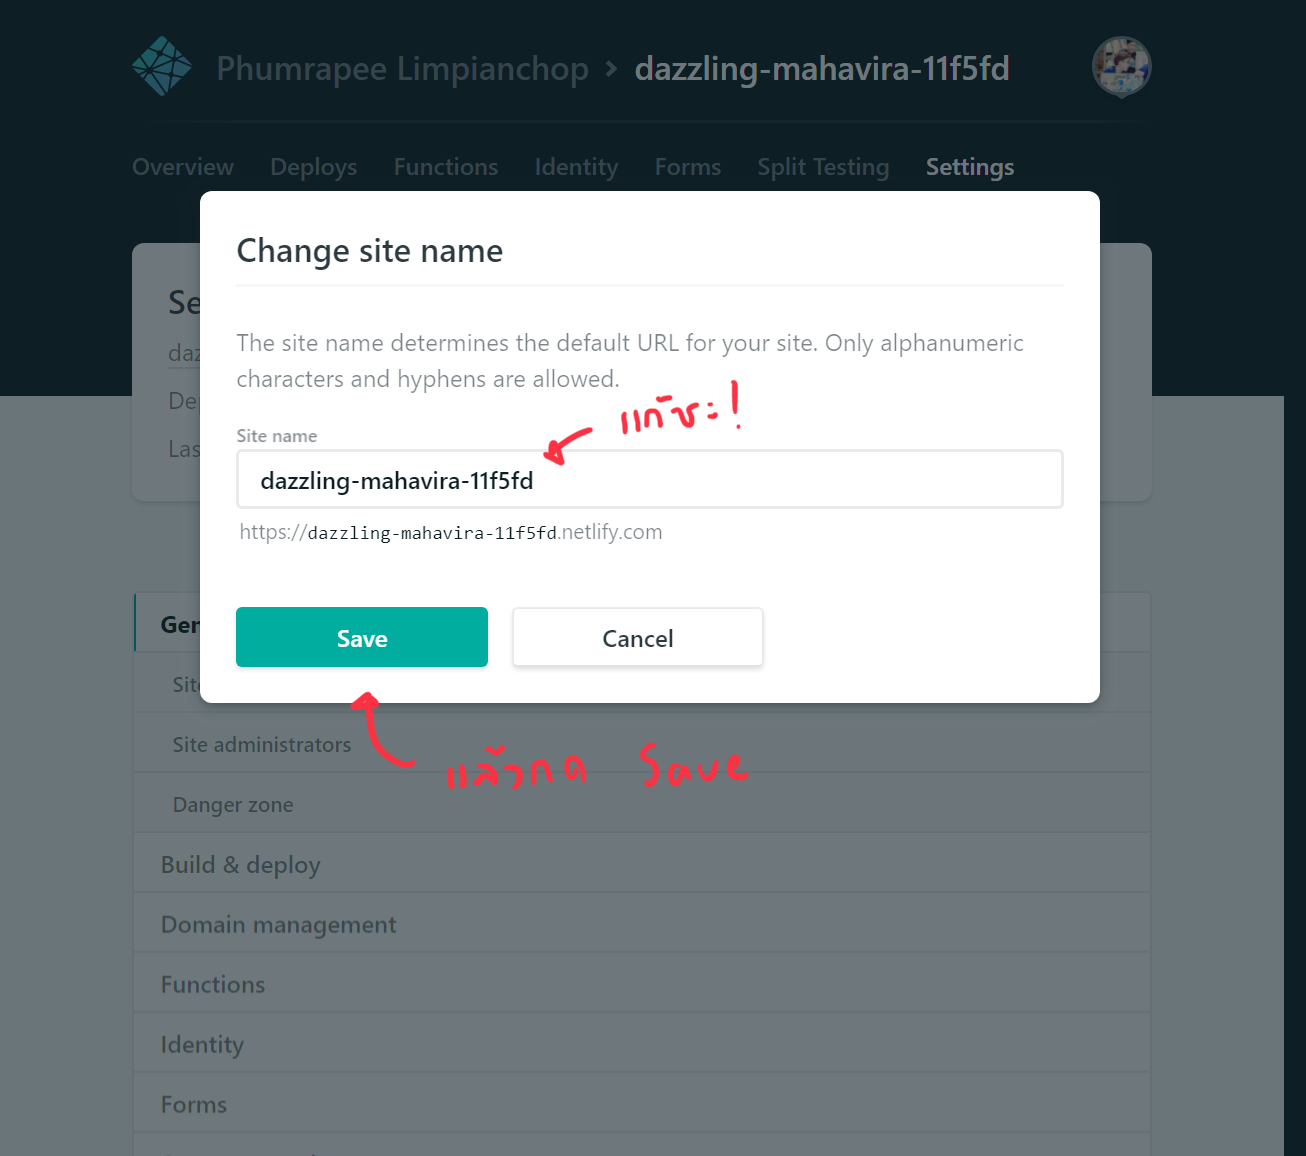 Phumrapee Limpianchop > dazzling-mahavira-11f5fd
Overview Deploys Functions Identity Forms Split Testing Settings
Change site name
Se
daz
The site name determines the default URL for your site. Only alphanumeric
characters and hyphens are allowed.
De
Las
แก้ซะ!
Site name
dazzling-mahavira-11f5fd
https://dazzling-mahavira-11f5fd.netlify.com
Ger
Save Cancel
Sit
แล้วกด Save
Site administrators
Danger zone
Build & deploy
Domain management
Functions
Identity
Forms